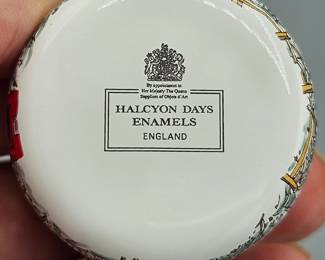 By appointment to
Her Majesty The Queen
Suppliers of Objets d'Art
HALCYON DAYS
ENAMELS
ENGLAND